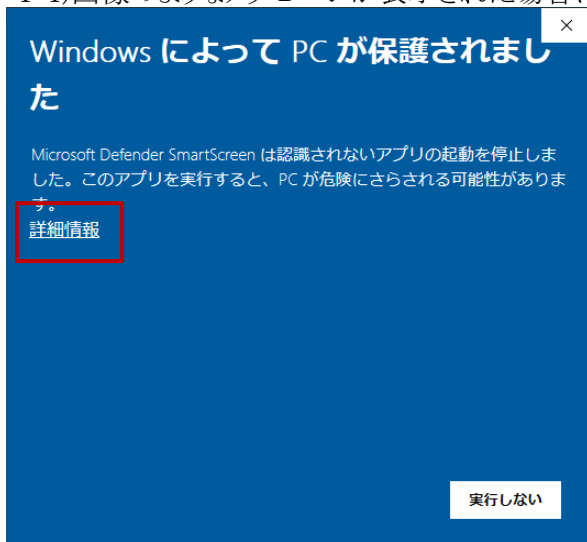 Windows によって PC が保護されまし
た
Microsoft Defender SmartScreen は認識されないアプリの起動を停止しま
した。このアプリを実行すると、PC が危険にさらされる可能性がありま
す。
詳細情報
実行しない